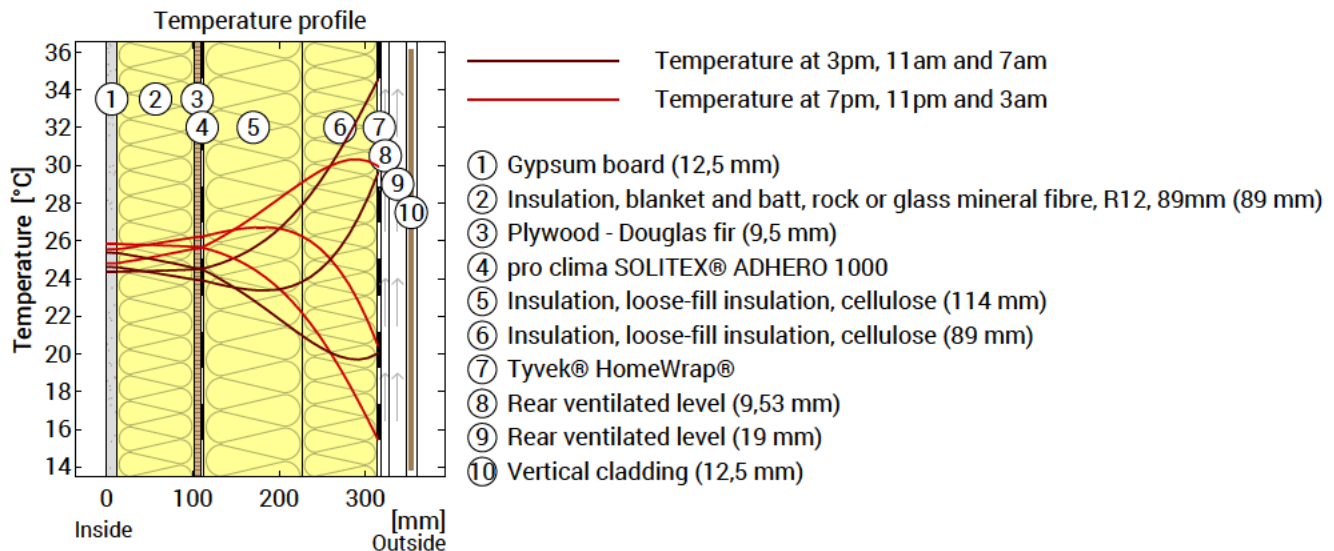 Temperature profile
Temperature [°C]
36
34
32
30
28
26
24
22
20
18
16
14
1
2
3
4
5
6
7
8
9
10
0
100
200
300
[mm]
Inside
Outside
Temperature at 3pm, 11am and 7am
Temperature at 7pm, 11pm and 3am
1 Gypsum board (12,5 mm)
2 Insulation, blanket and batt, rock or glass mineral fibre, R12, 89mm (89 mm)
3 Plywood - Douglas fir (9,5 mm)
4 pro clima SOLITEX® ADHERO 1000
5 Insulation, loose-fill insulation, cellulose (114 mm)
6 Insulation, loose-fill insulation, cellulose (89 mm)
7 Tyvek® HomeWrap®
8 Rear ventilated level (9,53 mm)
9 Rear ventilated level (19 mm)
10 Vertical cladding (12,5 mm)